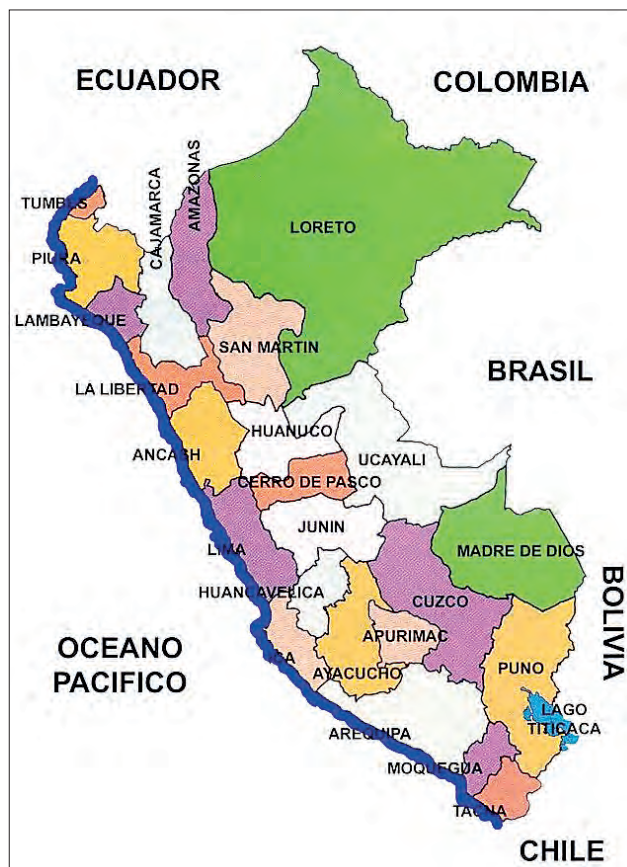 ECUADOR
COLOMBIA
TUMBES
CAJAMARCA
AMAZONAS
LORETO
PIURA
LAMBAYEQUE
SAN MARTIN
BRASIL
LA LIBERTAD
HUANUCO
ANCASH
UCAYALI
CERRO DE PASCO
JUNIN
LIMA
MADRE DE DIOS
HUANCAVELICA
CUZCO
BOLIVIA
OCEANO
PACIFICO
ICA
APURIMAC
AYACUCHO
PUNO
LAGO
TITICACA
AREQUIPA
MOQUEGUA
TACNA
CHILE